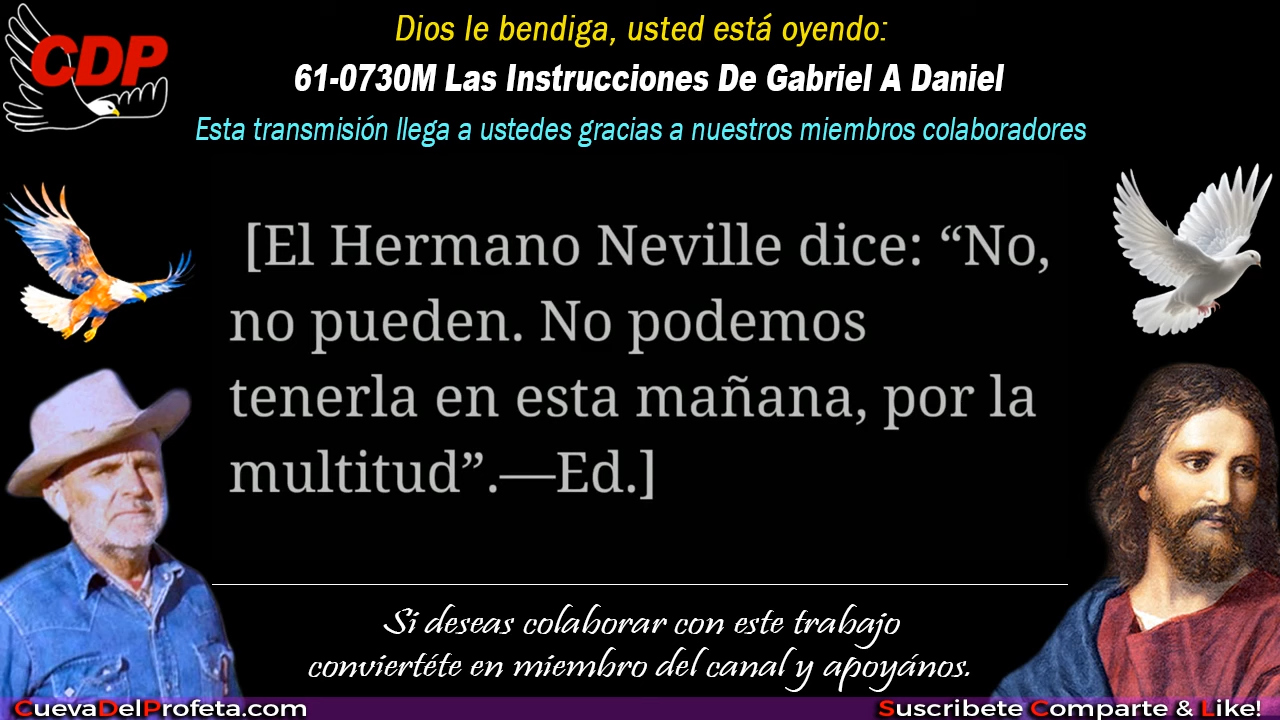 CDP
Dios le bendiga, usted está oyendo:
61-0730M Las Instrucciones De Gabriel A Daniel
Esta transmisión llega a ustedes gracias a nuestros miembros colaboradores
[El Hermano Neville dice: “No,
no pueden. No podemos
tenerla en esta mañana, por la
multitud”.—Ed.]
Si deseas colaborar con este trabajo
conviertéte en miembro del canal y apoyános.
CuevaDelProfeta.com
Suscribete Comparte & Like!